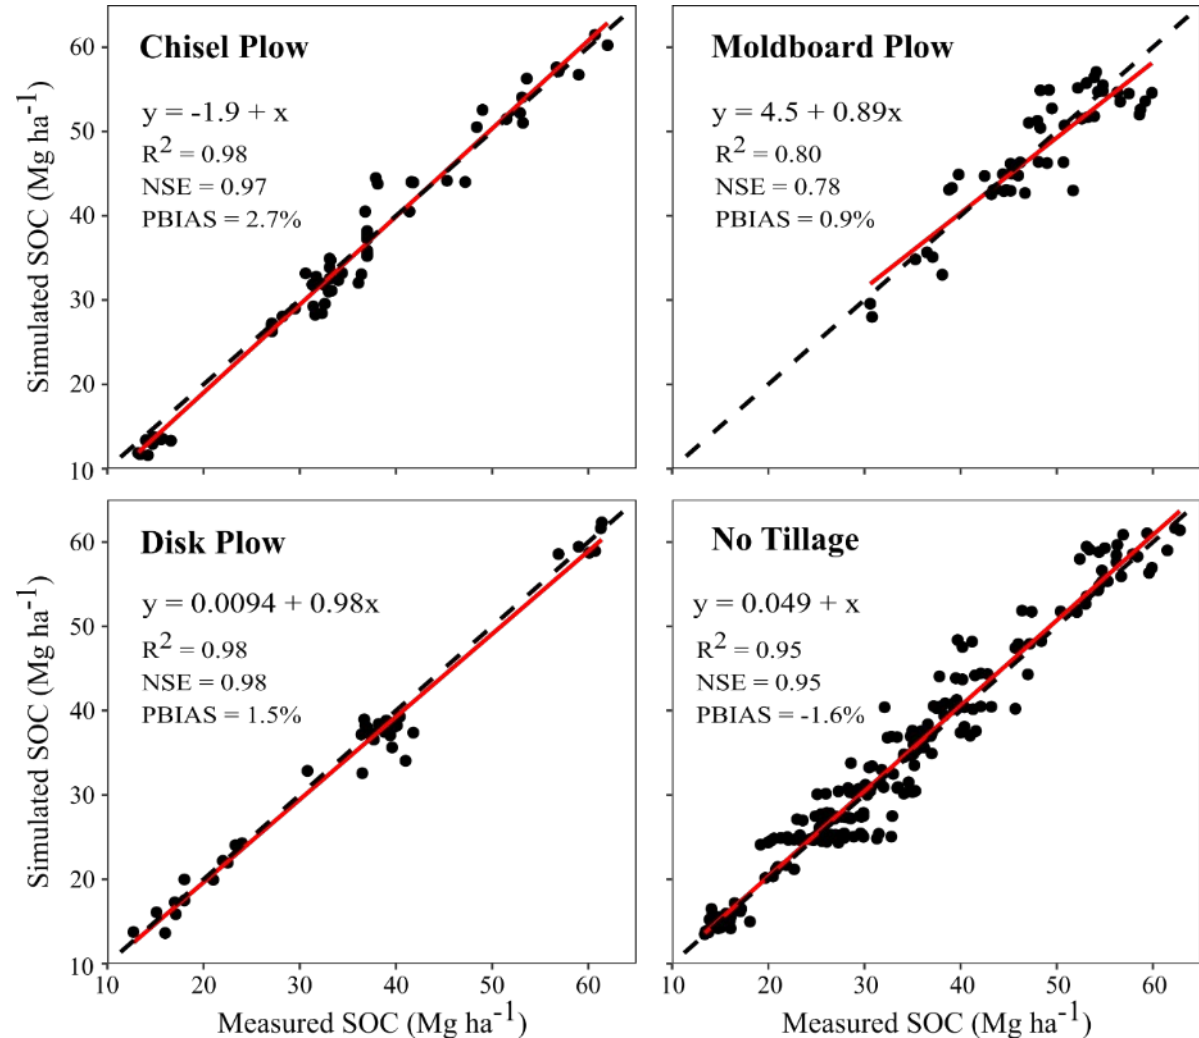 Chisel Plow
y = -1.9 + x
R² = 0.98
NSE = 0.97
PBIAS = 2.7%
Simulated SOC (Mg ha⁻¹)
60
50
40
30
20
10
Moldboard Plow
y = 4.5 + 0.89x
R² = 0.80
NSE = 0.78
PBIAS = 0.9%
Disk Plow
y = 0.0094 + 0.98x
R² = 0.98
NSE = 0.98
PBIAS = 1.5%
Simulated SOC (Mg ha⁻¹)
60
50
40
30
20
10
10 20 30 40 50 60
Measured SOC (Mg ha⁻¹)
No Tillage
y = 0.049 + x
R² = 0.95
NSE = 0.95
PBIAS = -1.6%
10 20 30 40 50 60
Measured SOC (Mg ha⁻¹)